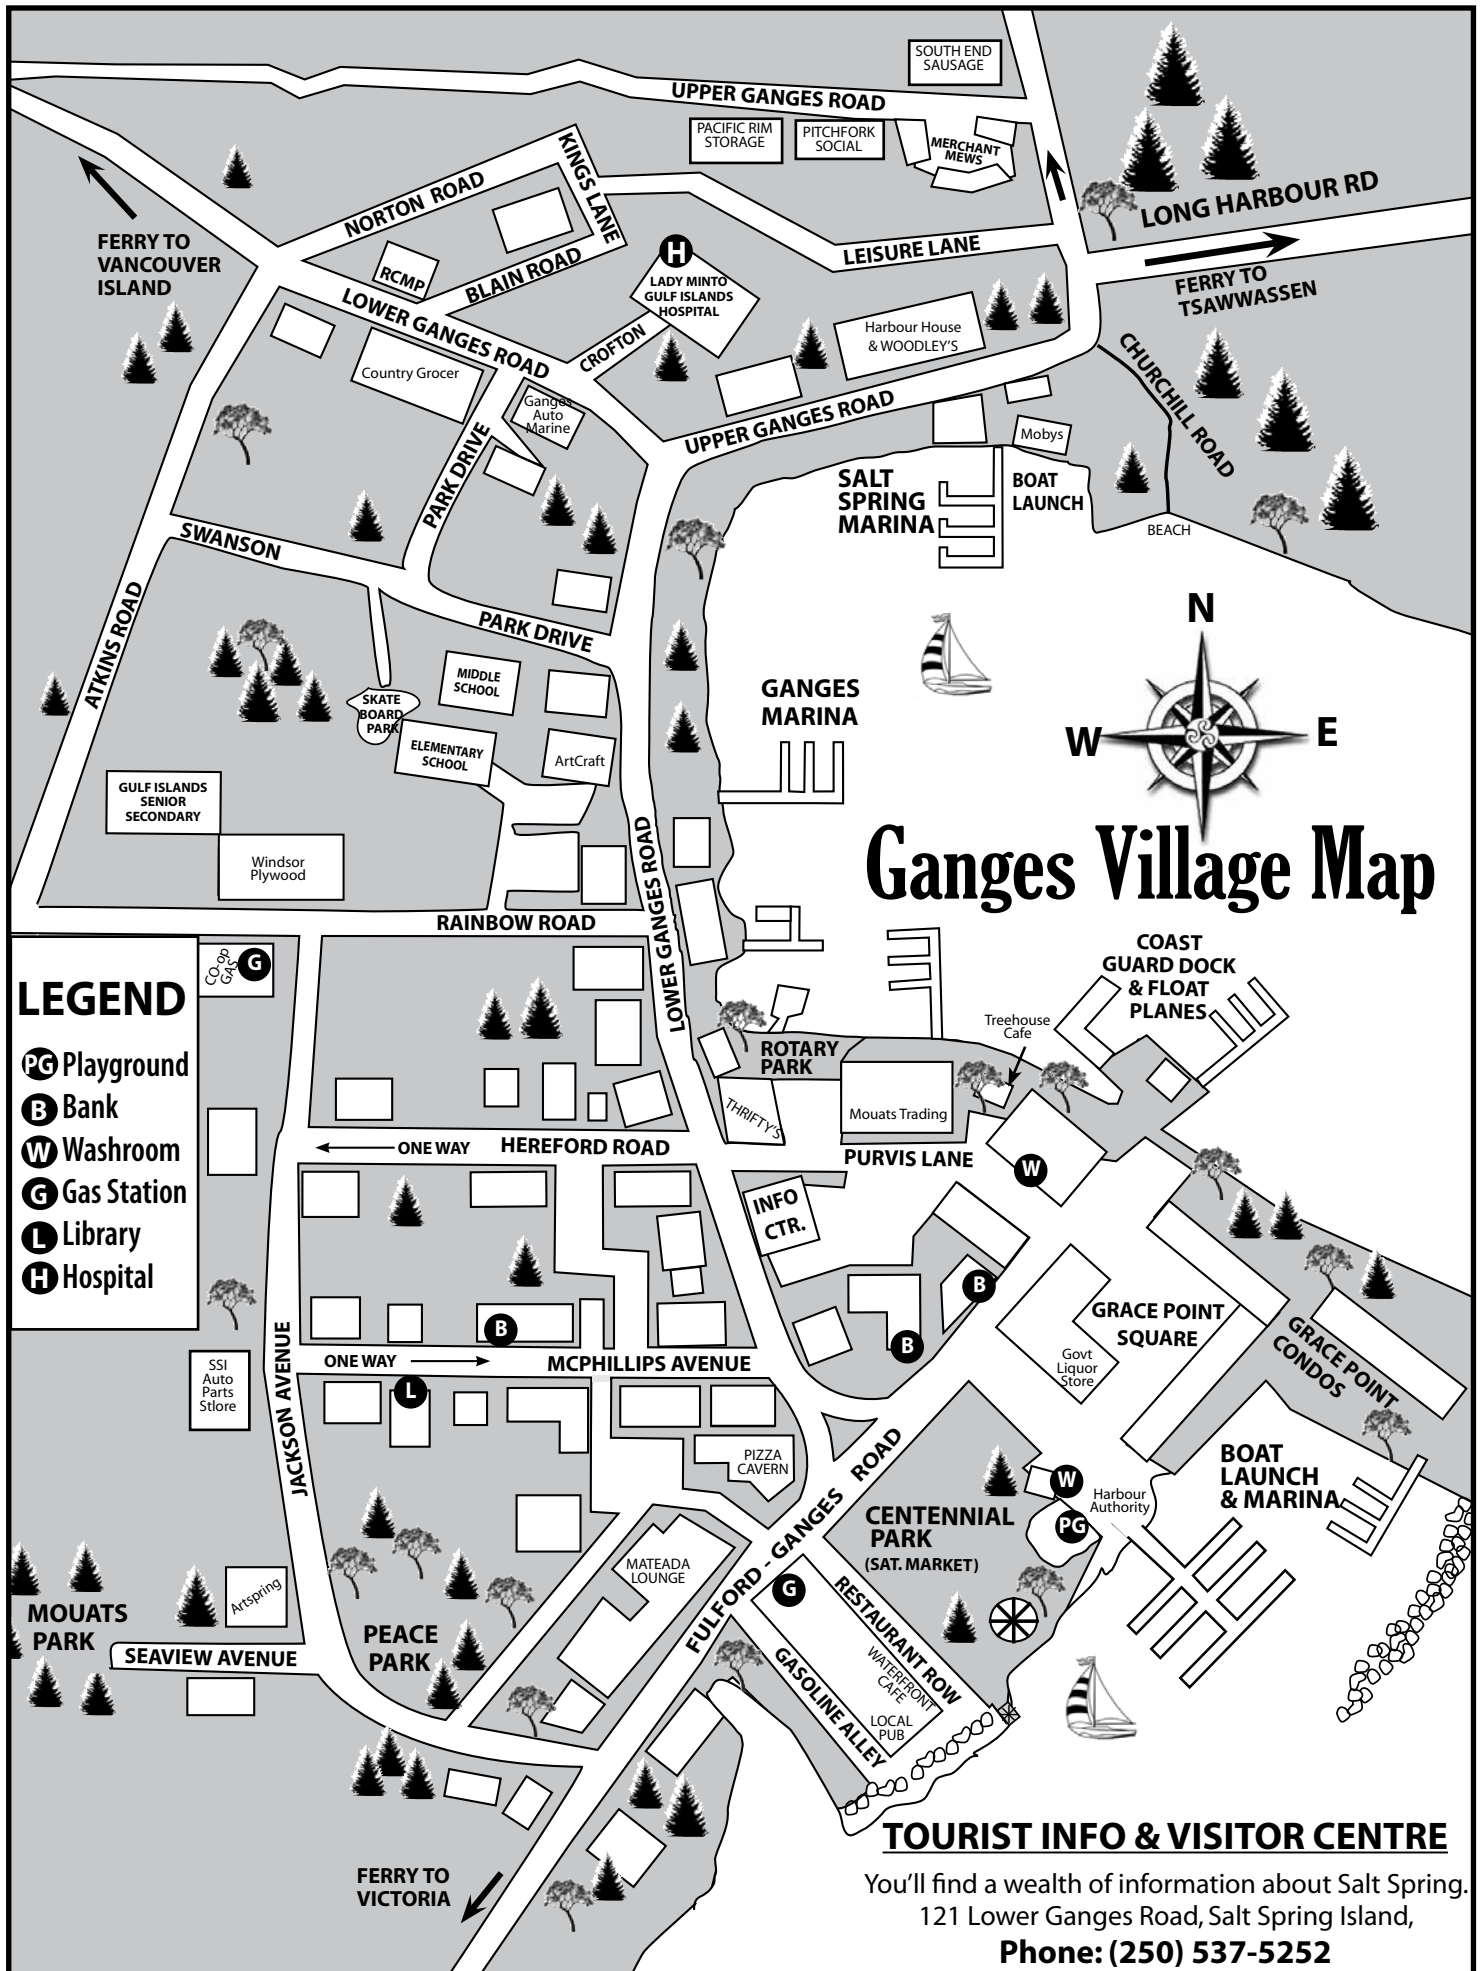 SOUTH END
SAUSAGE
UPPER GANGES ROAD
PACIFIC RIM
STORAGE
PITCHFORK
SOCIAL
MERCHANT
MEWS
KINGS LANE
NORTON ROAD
LONG HARBOUR RD
FERRY TO
VANCOUVER
ISLAND
RCMP
BLAIN ROAD
H
LADY MINTO
GULF ISLANDS
HOSPITAL
LEISURE LANE
FERRY TO
TSAWWASSEN
LOWER GANGES ROAD
CROFTON
Harbour House
& WOODLEY'S
Country Grocer
Ganges
Auto
Marine
CHURCHILL ROAD
UPPER GANGES ROAD
Mobys
PARK DRIVE
SALT
SPRING
MARINA
BOAT
LAUNCH
BEACH
SWANSON
ATKINS ROAD
PARK DRIVE
N
W
E
MIDDLE
SCHOOL
SKATE
BOARD
PARK
ELEMENTARY
SCHOOL
ArtCraft
GANGES
MARINA
GULF ISLANDS
SENIOR
SECONDARY
Windsor
Plywood
LOWER GANGES ROAD
Ganges Village Map
RAINBOW ROAD
CO-op
GAS
G
LOWER GANGES ROAD
COAST
GUARD DOCK
& FLOAT
PLANES
LEGEND
PG Playground
B Bank
W Washroom
G Gas Station
L Library
H Hospital
Treehouse
Cafe
ROTARY
PARK
THRIFTY'S
Mouats Trading
ONE WAY
HEREFORD ROAD
PURVIS LANE
W
INFO
CTR.
B
B
B
GRACE POINT
SQUARE
GRACE POINT
CONDOS
Govt
Liquor
Store
JACKSON AVENUE
ONE WAY
MCPHILLIPS AVENUE
SSI
Auto
Parts
Stlore
L
PIZZA
CAVERN
FULFORD - GANGES ROAD
CENTENNIAL
PARK
(SAT. MARKET)
W
PG
Harbour
Authority
BOAT
LAUNCH
& MARINA
MATEADA
LOUNGE
G
RESTAURANT ROW
WATERFRONT
CAFE
LOCAL
PUB
GASOLINE ALLEY
Artspring
MOUATS
PARK
SEAVIEW AVENUE
PEACE
PARK
FERRY TO
VICTORIA
TOURIST INFO & VISITOR CENTRE
You'll find a wealth of information about Salt Spring.
121 Lower Ganges Road, Salt Spring Island,
Phone: (250) 537-5252